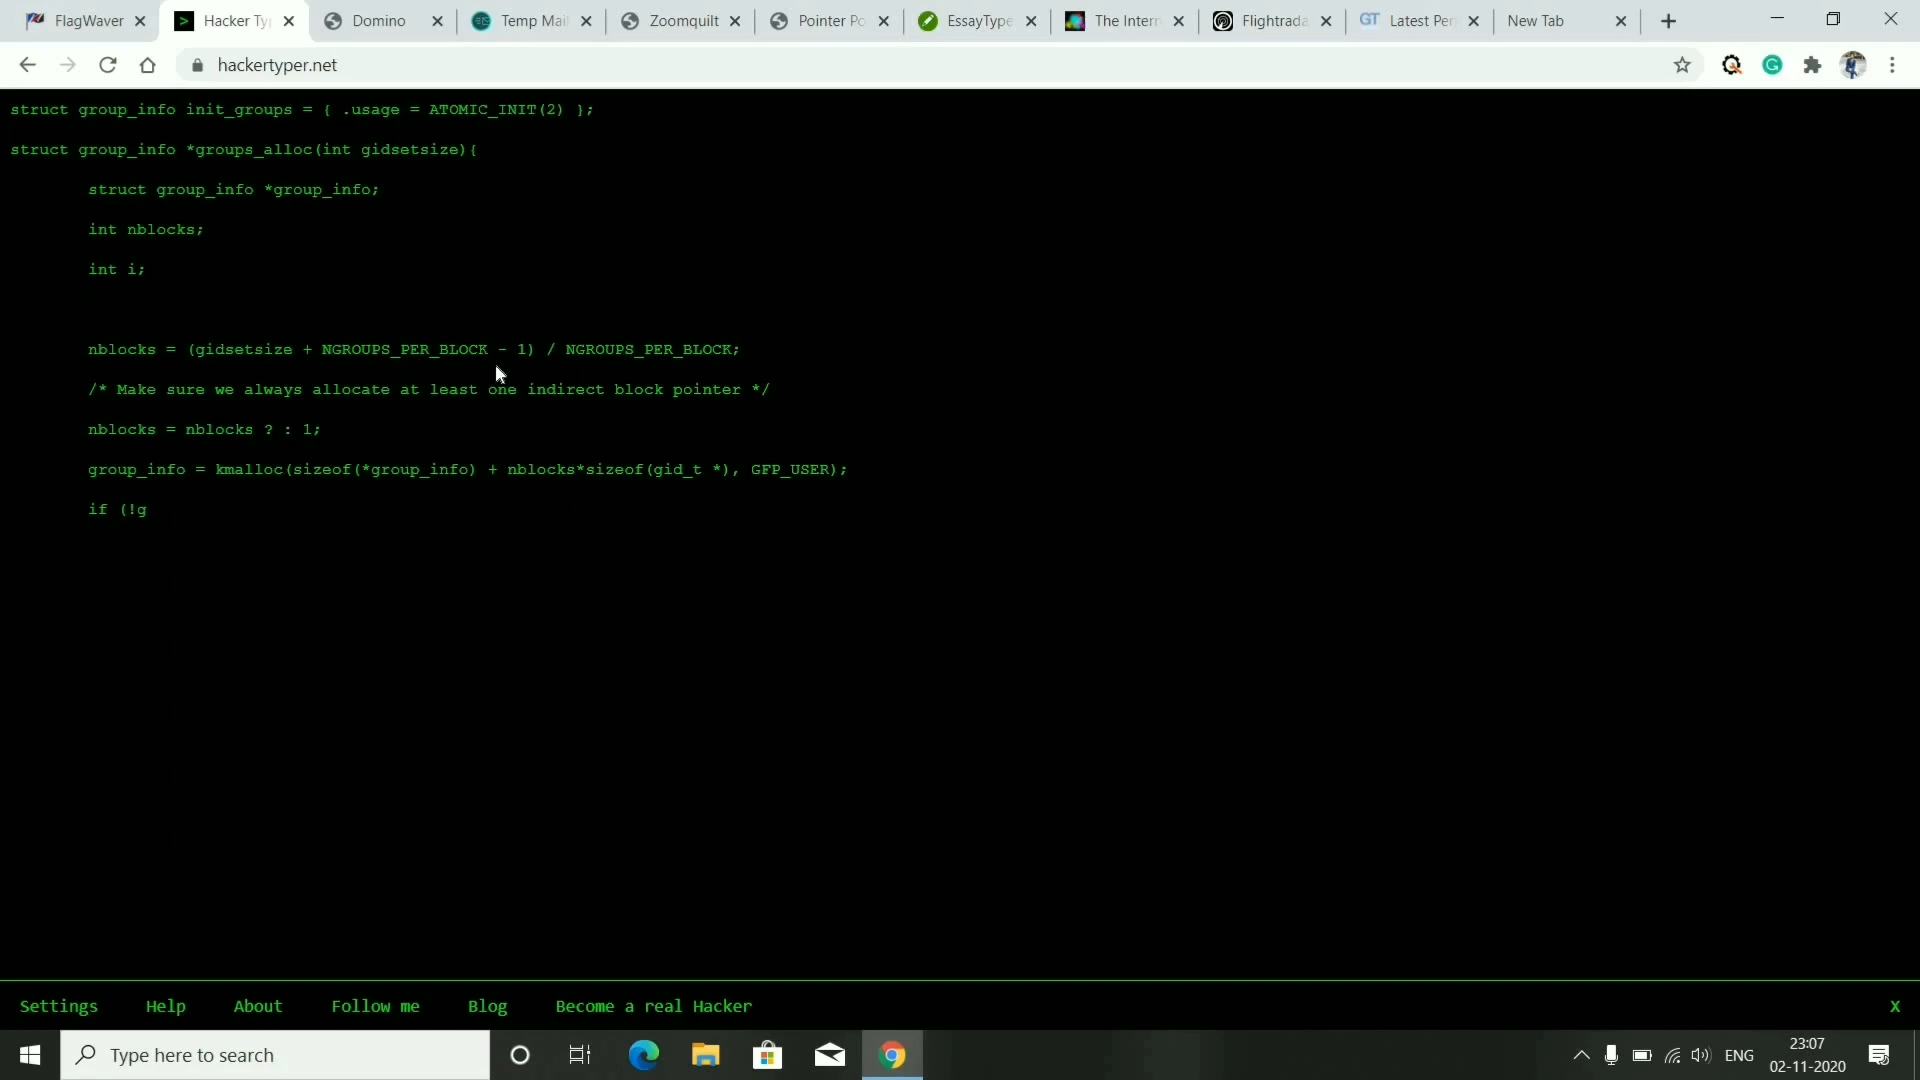 FlagWaver
Hacker Ty
Domino
Temp Mail
Zoomquilt
Pointer Po
EssayType
The Intern
Flightrada
GT Latest Pen
New Tab
hackertyper.net
struct group_info init_groups = { .usage = ATOMIC_INIT(2) };
struct group_info *groups_alloc(int gidsetsize){
struct group_info *group_info;
int nblocks;
int i;
nblocks = (gidsetsize + NGROUPS_PER_BLOCK - 1) / NGROUPS_PER_BLOCK;
/* Make sure we always allocate at least one indirect block pointer */
nblocks = nblocks ? : 1;
group_info = kmalloc(sizeof(*group_info) + nblocks*sizeof(gid_t *), GFP_USER);
if (!g
Settings Help About Follow me Blog Become a real Hacker X
Type here to search
ENG
23:07
02-11-2020